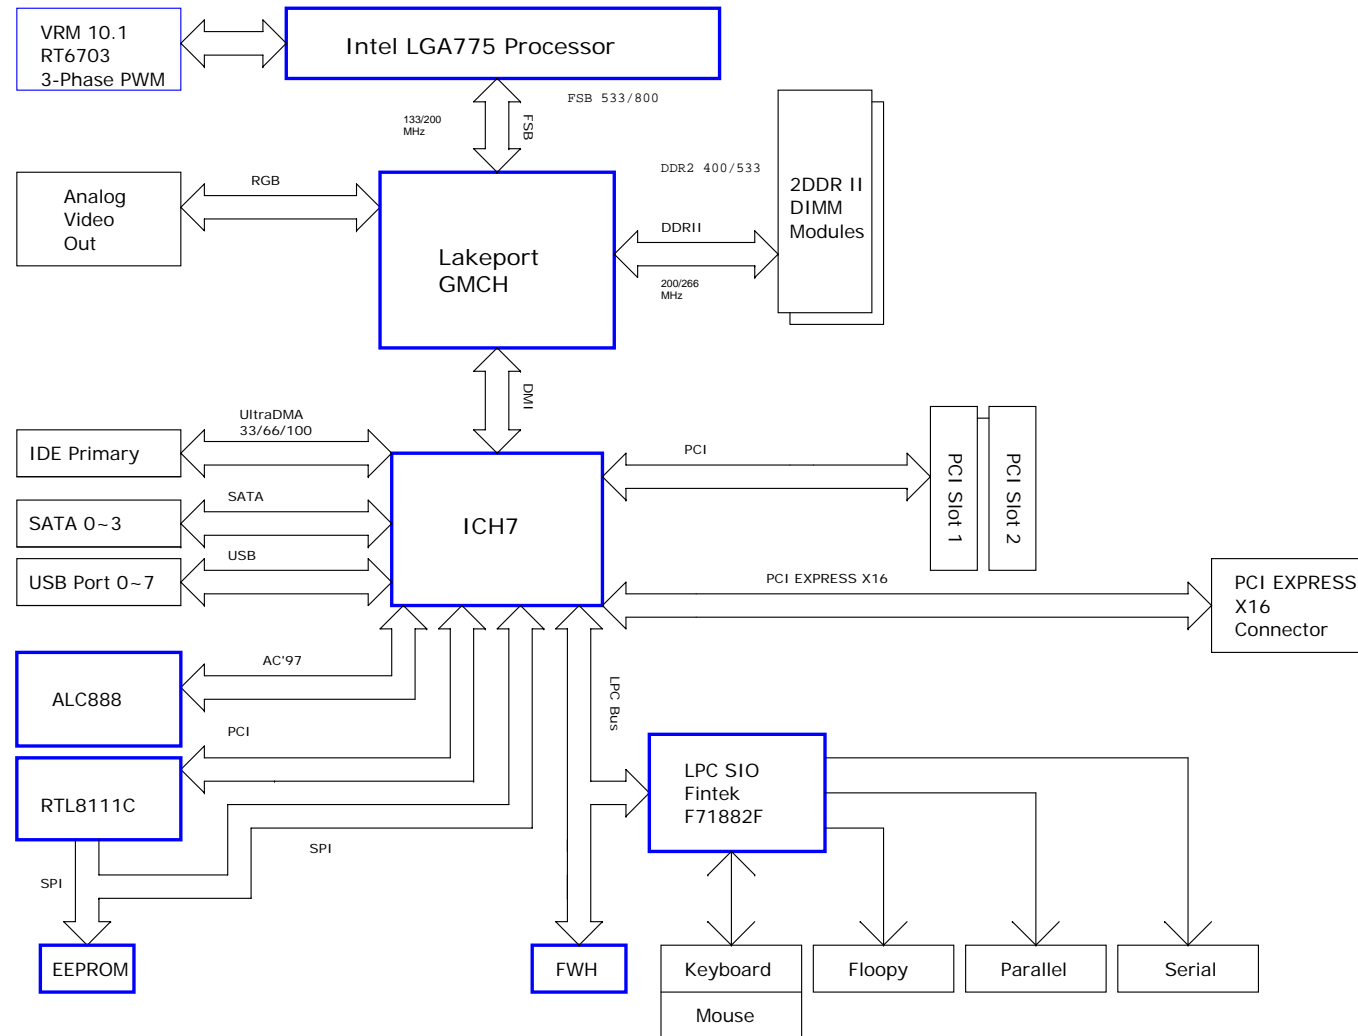 VRM 10.1
RT6703
3-Phase PWM
Intel LGA775 Processor
FSB 533/800
133/200
MHz
FSB
Analog
Video
Out
RGB
Lakeport
GMCH
DDR2 400/533
DDRII
200/266
MHz
2DDR II
DIMM
Modules
DMI
UltraDMA
33/66/100
IDE Primary
SATA
SATA 0~3
USB
USB Port 0~7
ICH7
PCI
PCI Slot 1
PCI Slot 2
PCI EXPRESS X16
PCI EXPRESS
X16
Connector
AC'97
ALC888
PCI
RTL8111C
LPC Bus
LPC SIO
Fintek
F71882F
SPI
SPI
EEPROM
FWH
Keyboard
Mouse
Floopy
Parallel
Serial